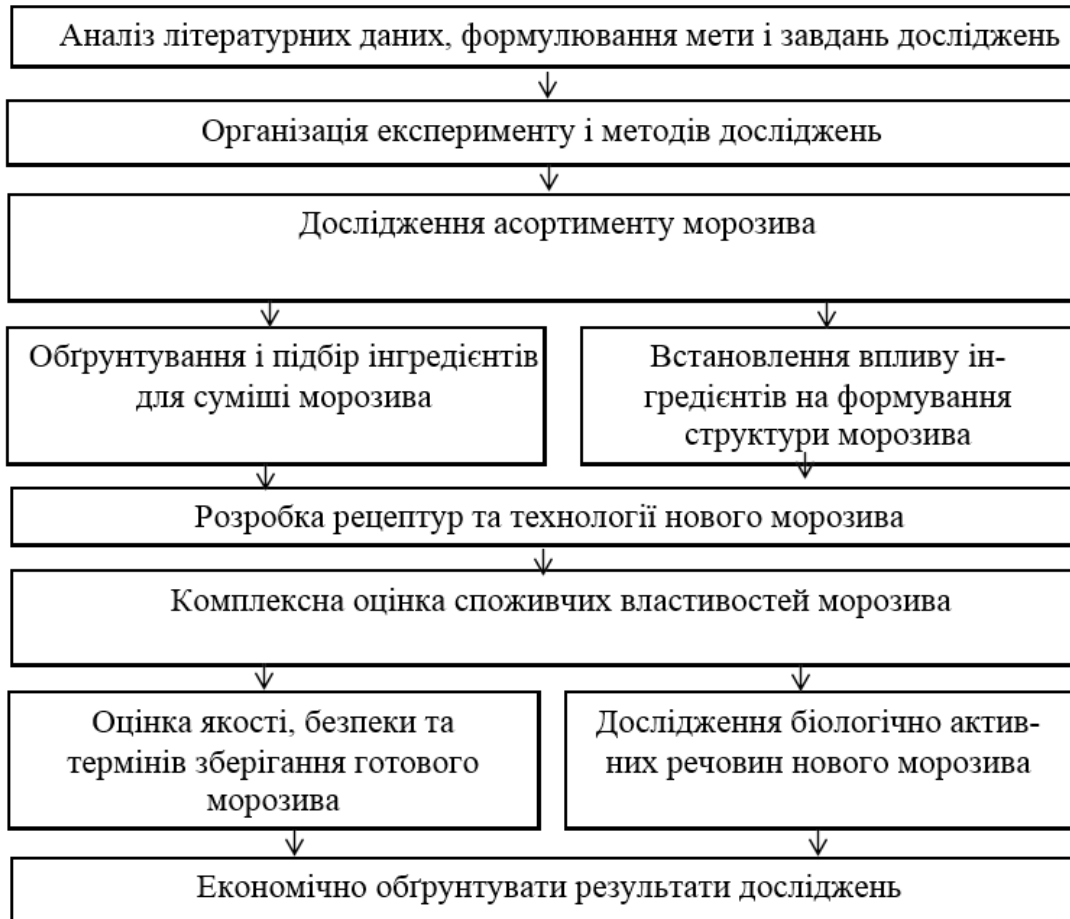 Аналіз літературних даних, формулювання мети і завдань досліджень
Організація експерименту і методів досліджень
Дослідження асортименту морозива
Обґрунтування і підбір інгредієнтів
для суміші морозива
Встановлення впливу ін-
гредієнтів на формування
структури морозива
Розробка рецептур та технології нового морозива
Комплексна оцінка споживчих властивостей морозива
Оцінка якості, безпеки та
термінів зберігання готового
морозива
Дослідження біологічно актив-
них речовин нового морозива
Економічно обґрунтувати результати досліджень